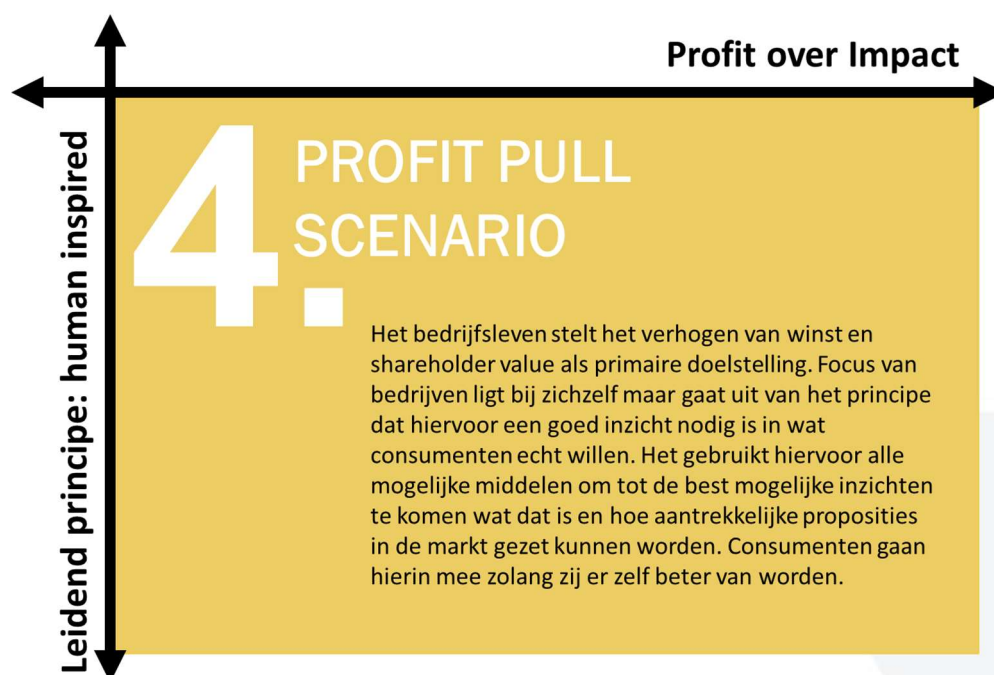 Profit over Impact
Leidend principe: human inspired
4.
PROFIT PULL
SCENARIO
Het bedrijfsleven stelt het verhogen van winst en
shareholder value als primaire doelstelling. Focus van
bedrijven ligt bij zichzelf maar gaat uit van het principe
dat hiervoor een goed inzicht nodig is in wat
consumenten echt willen. Het gebruikt hiervoor alle
mogelijke middelen om tot de best mogelijke inzichten
te komen wat dat is en hoe aantrekkelijke proposities
in de markt gezet kunnen worden. Consumenten gaan
hierin mee zolang zij er zelf beter van worden.